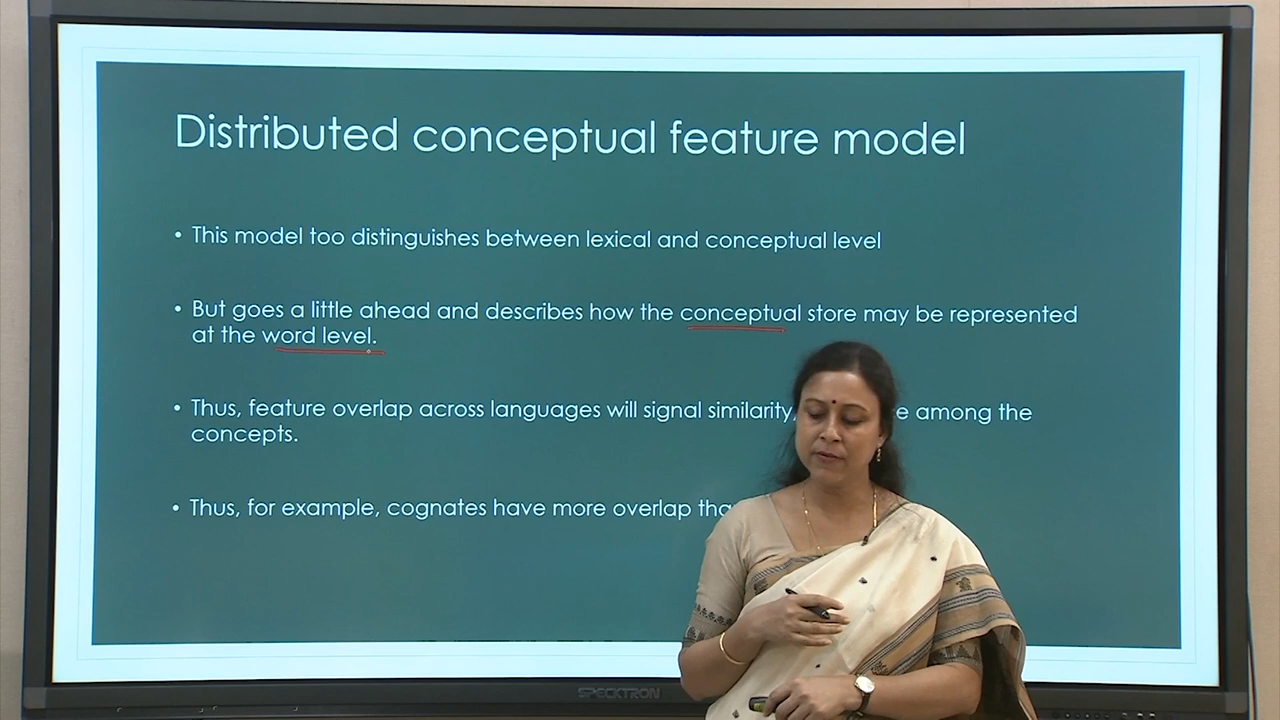 Distributed conceptual feature model
• This model too distinguishes between lexical and conceptual level
• But goes a little ahead and describes how the conceptual store may be represented
at the word level.
• Thus, feature overlap across languages will signal similarity, e among the
concepts.
• Thus, for example, cognates have more overlap tha
SPECKTRON